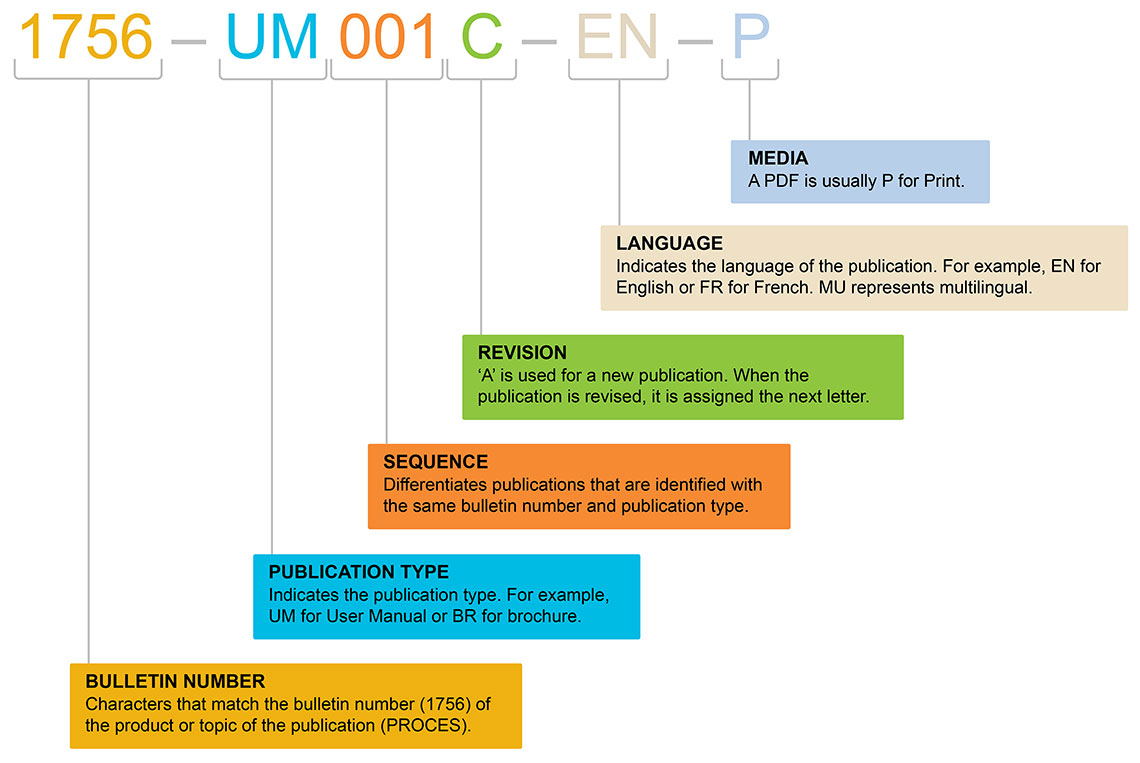 1756 – UM 001 C – EN – P
MEDIA
A PDF is usually P for Print.
LANGUAGE
Indicates the language of the publication. For example, EN for
English or FR for French. MU represents multilingual.
REVISION
‘A’ is used for a new publication. When the
publication is revised, it is assigned the next letter.
SEQUENCE
Differentiates publications that are identified with
the same bulletin number and publication type.
PUBLICATION TYPE
Indicates the publication type. For example,
UM for User Manual or BR for brochure.
BULLETIN NUMBER
Characters that match the bulletin number (1756) of
the product or topic of the publication (PROCES).